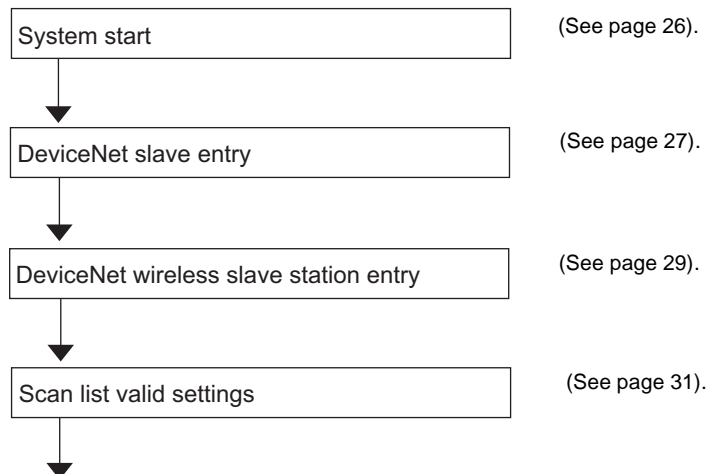 System start (See page 26).
DeviceNet slave entry (See page 27).
DeviceNet wireless slave station entry (See page 29).
Scan list valid settings (See page 31).